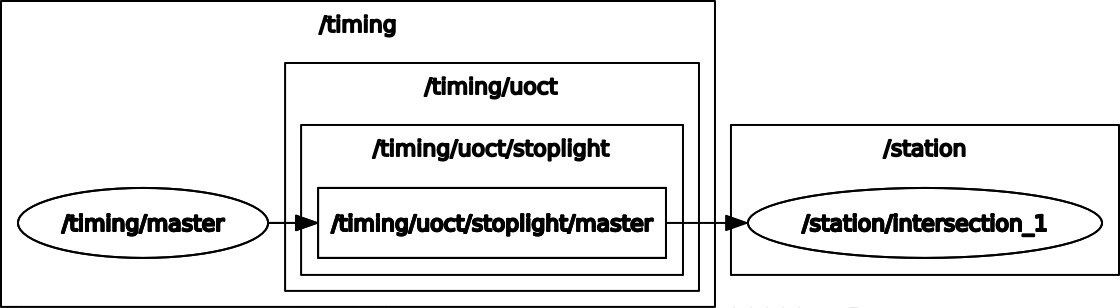 /timing
/timing/uoct
/timing/uoct/stoplight
/station
/timing/master
/timing/uoct/stoplight/master
/station/intersection_1